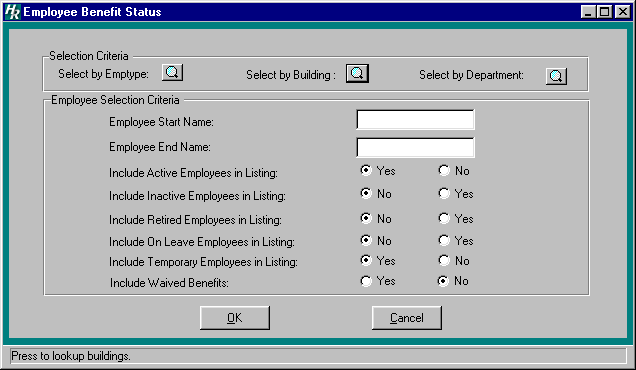 HR Employee Benefit Status
Selection Criteria
Select by Emptype: Select by Building : Select by Department:
Employee Selection Criteria
Employee Start Name:
Employee End Name:
Include Active Employees in Listing: Yes No
Include Inactive Employees in Listing: No Yes
Include Retired Employees in Listing: No Yes
Include On Leave Employees in Listing: No Yes
Include Temporary Employees in Listing: Yes No
Include Waived Benefits: Yes No
OK Cancel
Press to lookup buildings.